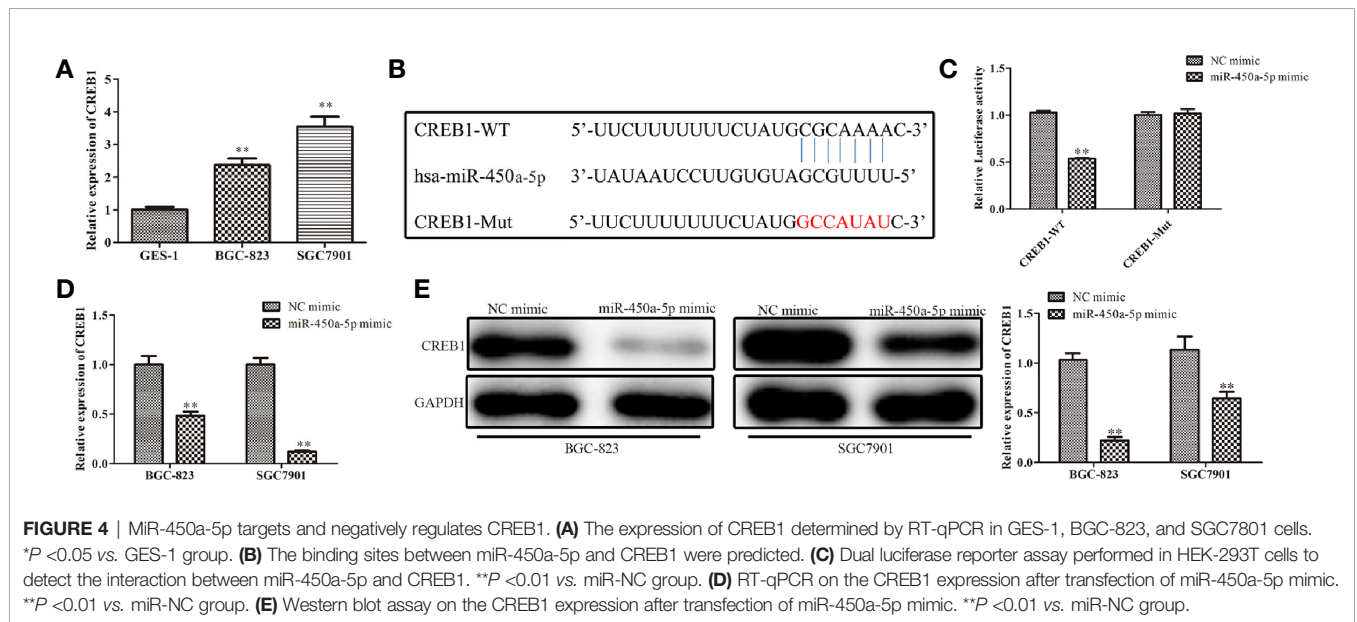 A
Relative expression of CREB1
5
4
3
2
1
0
**
**
GES-1 BGC-823 SGC7901
B
CREB1-WT 5’-UUCUUUUUUUCUAUGCGCAAAAC-3’
hsa-miR-450a-5p 3’-UAUAAUCCUUGUGUAGCGUUUU-5’
CREB1-Mut 5’-UUCUUUUUUUCUAUGGCCAUAUC-3’
C
NC mimic
miR-450a-5p mimic
Relative Luciferase activity
1.5
1.0
0.5
0.0
**
CREB1-WT CREB1-Mut
D
NC mimic
miR-450a-5p mimic
Relative expression of CREB1
1.5
1.0
0.5
0.0
**
**
BGC-823 SGC7901
E
NC mimic miR-450a-5p mimic NC mimic miR-450a-5p mimic
CREB1
GAPDH
BGC-823 SGC7901
NC mimic
miR-450a-5p mimic
Relative expression of CREB1
1.5
1.0
0.5
0.0
**
**
BGC-823 SGC7901
FIGURE 4 | MiR-450a-5p targets and negatively regulates CREB1. (A) The expression of CREB1 determined by RT-qPCR in GES-1, BGC-823, and SGC7801 cells.
*P <0.05 vs. GES-1 group. (B) The binding sites between miR-450a-5p and CREB1 were predicted. (C) Dual luciferase reporter assay performed in HEK-293T cells to
detect the interaction between miR-450a-5p and CREB1. **P <0.01 vs. miR-NC group. (D) RT-qPCR on the CREB1 expression after transfection of miR-450a-5p mimic.
**P <0.01 vs. miR-NC group. (E) Western blot assay on the CREB1 expression after transfection of miR-450a-5p mimic. **P <0.01 vs. miR-NC group.